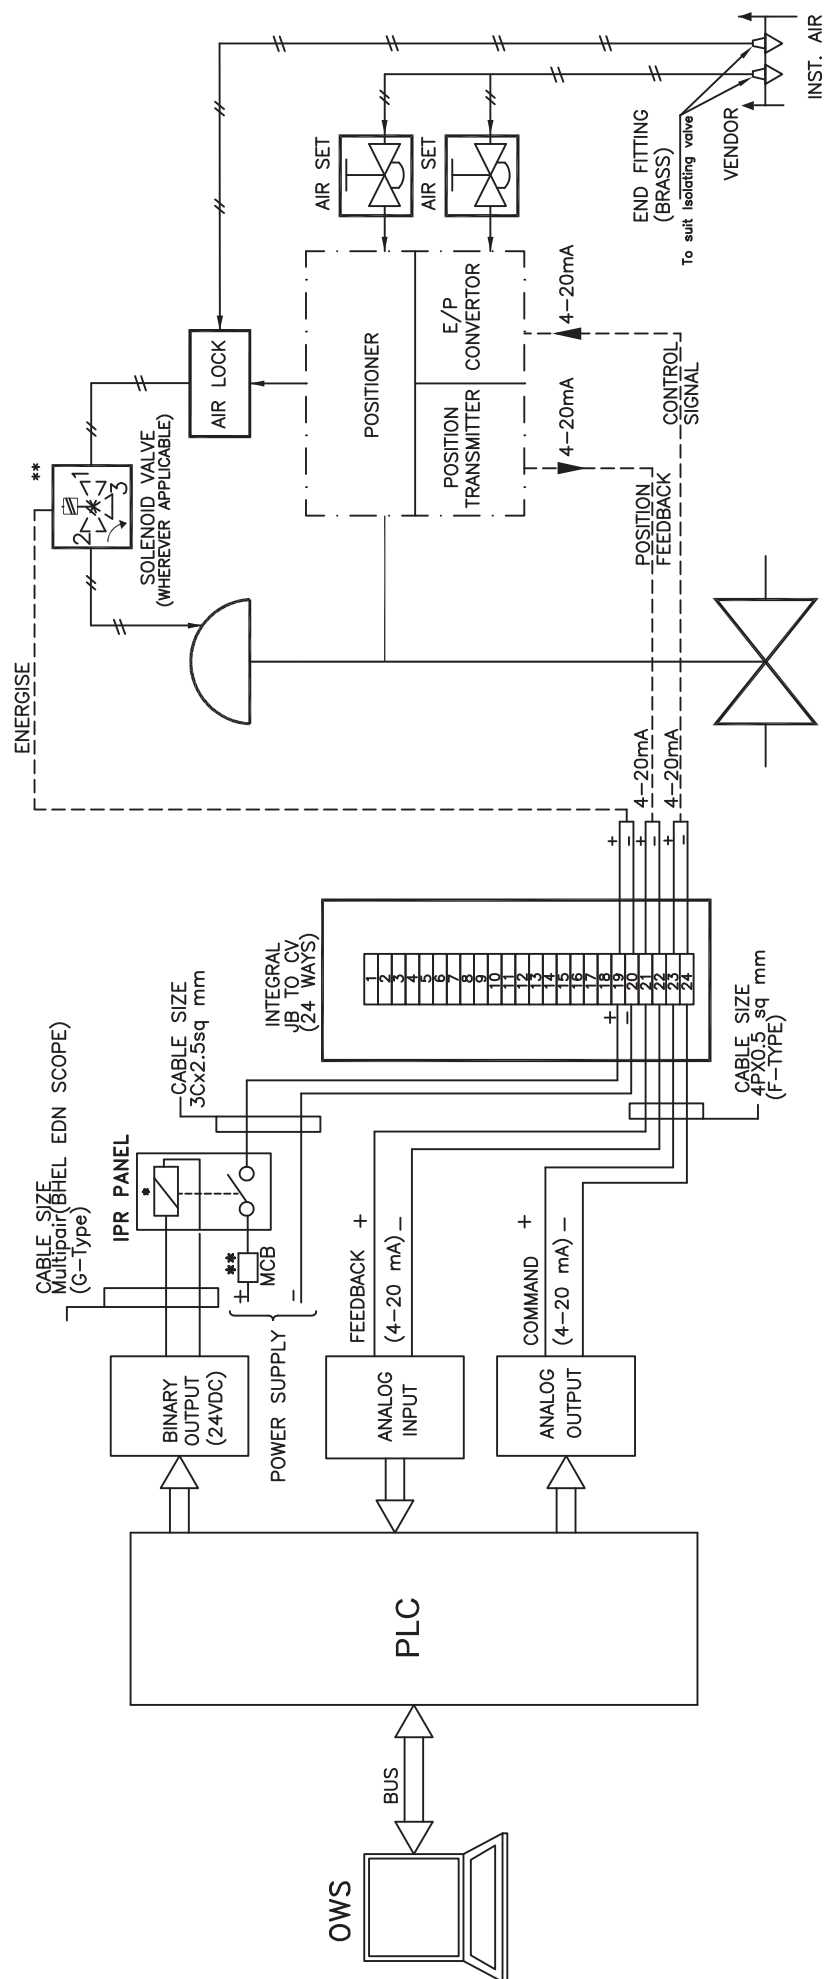 OWS
BUS
PLC
BINARY
OUTPUT
(24VDC)
ANALOG
INPUT
ANALOG
OUTPUT
CABLE SIZE
Multipair(BHEL EDN SCOPE)
(G-Type)
IPR PANEL
*
**
MCB
+
-
POWER SUPPLY
FEEDBACK +
(4-20 mA) -
COMMAND +
(4-20 mA) -
CABLE SIZE
3Cx2.5sq mm
INTEGRAL
JB TO CV
(24 WAYS)
1
2
3
4
5
6
7
8
9
10
11
12
13
14
15
16
17
18
19
20
21
22
23
24
+
-
CABLE SIZE
4PX0.5 sq mm
(F-TYPE)
+
-
+
-
+
-
4-20mA
4-20mA
ENERGISE
**
2
1
3
SOLENOID VALVE
(WHEREVER APPLICABLE)
AIR LOCK
POSITIONER
POSITION
TRANSMITTER
E/P
CONVERTOR
4-20mA
4-20mA
POSITION
FEEDBACK
CONTROL
SIGNAL
AIR SET
AIR SET
END FITTING
(BRASS)
To suit Isolating valve
VENDOR
INST. AIR